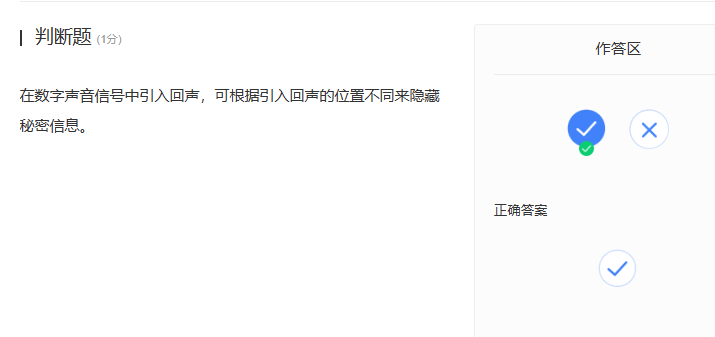 判断题 (1分)
在数字声音信号中引入回声，可根据引入回声的位置不同来隐藏
秘密信息。
作答区
正确答案